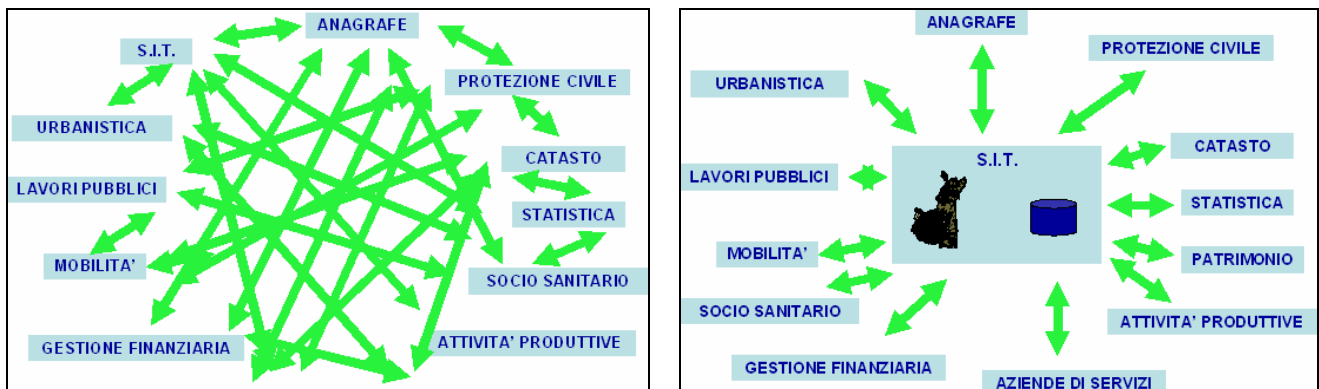 ANAGRAFE
S.I.T.
PROTEZIONE CIVILE
URBANISTICA
CATASTO
LAVORI PUBBLICI
STATISTICA
MOBILITA’
SOCIO SANITARIO
GESTIONE FINANZIARIA
ATTIVITA’ PRODUTTIVE
ANAGRAFE
PROTEZIONE CIVILE
URBANISTICA
S.I.T.
CATASTO
LAVORI PUBBLICI
STATISTICA
MOBILITA’
PATRIMONIO
SOCIO SANITARIO
ATTIVITA’ PRODUTTIVE
GESTIONE FINANZIARIA
AZIENDE DI SERVIZI